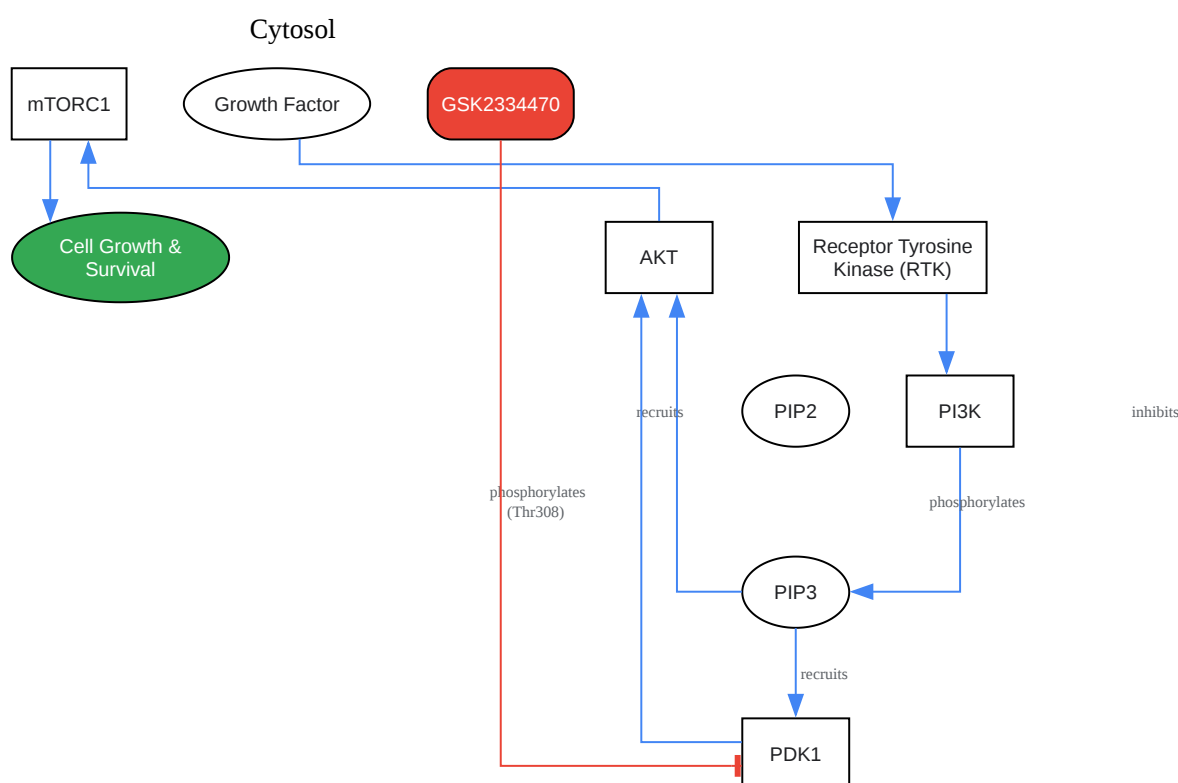 Cytosol
mTORC1
Growth Factor
GSK2334470
Cell Growth &
Survival
AKT
Receptor Tyrosine
Kinase (RTK)
recruits
PIP2
PI3K
inhibits
phosphorylates
(Thr308)
phosphorylates
PIP3
recruits
PDK1